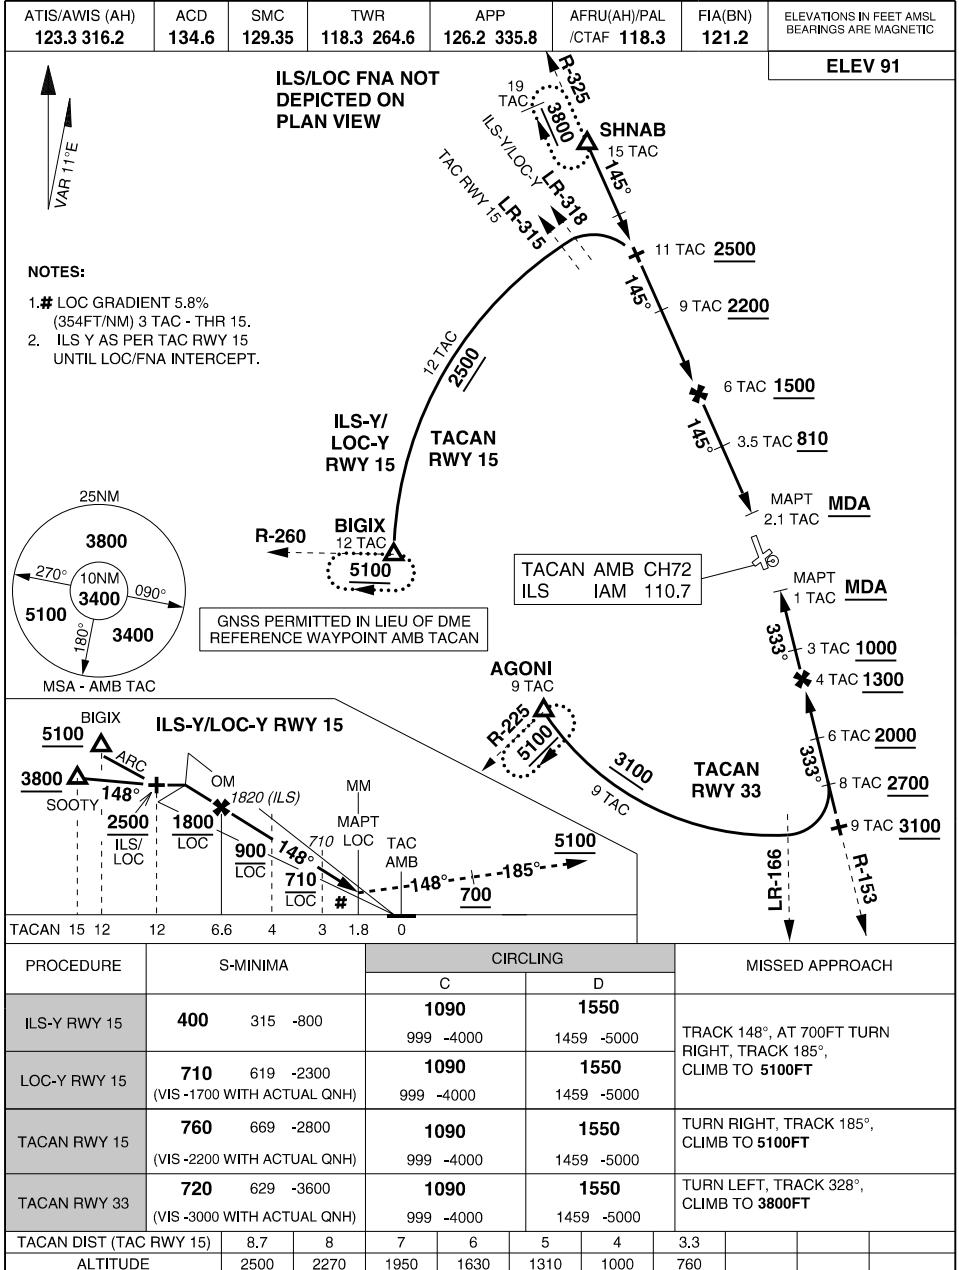 ATIS/AWIS (AH)
123.3 316.2
ACD
134.6
SMC
129.35
TWR
118.3 264.6
APP
126.2 335.8
AFRU(AH)/PAL
/CTAF 118.3
FIA(BN)
121.2
ELEVATIONS IN FEET AMSL
BEARINGS ARE MAGNETIC
ELEV 91
ILS/LOC FNA NOT
DEPICTED ON
PLAN VIEW
VAR 11°E
R-325
19
TAC
3800
SHNAB
15 TAC
145°
ILS-Y/LOC-Y
LR-318
TAC RWY 15
LR-315
11 TAC 2500
145°
9 TAC 2200
NOTES:
1.# LOC GRADIENT 5.8%
(354FT/NM) 3 TAC - THR 15.
2. ILS Y AS PER TAC RWY 15
UNTIL LOC/FNA INTERCEPT.
12 TAC
2500
6 TAC 1500
145°
3.5 TAC 810
ILS-Y/
LOC-Y
RWY 15
TACAN
RWY 15
MAPT
2.1 TAC
MDA
25NM
3800
270°
10NM
3400
090°
5100
180°
3400
MSA - AMB TAC
R-260
BIGIX
12 TAC
5100
TACAN AMB CH72
ILS IAM 110.7
GNSS PERMITTED IN LIEU OF DME
REFERENCE WAYPOINT AMB TACAN
MAPT
1 TAC
MDA
333°
3 TAC 1000
4 TAC 1300
6 TAC 2000
333°
8 TAC 2700
9 TAC 3100
AGONI
9 TAC
R-225
5100
3100
9 TAC
TACAN
RWY 33
LR-166
R-153
ILS-Y/LOC-Y RWY 15
BIGIX
5100
ARC
3800
SOOTY
148°
2500
ILS/
LOC
OM
1820 (ILS)
1800
LOC
900
LOC
148°
710
710
LOC
MM
MAPT
LOC
#
TAC
AMB
148°
700
185°
5100
TACAN 15 12 12 6.6 4 3 1.8 0
PROCEDURE
S-MINIMA
CIRCLING
C
D
MISSED APPROACH
ILS-Y RWY 15
400 315 -800
1090
999 -4000
1550
1459 -5000
TRACK 148°, AT 700FT TURN
RIGHT, TRACK 185°,
CLIMB TO 5100FT
LOC-Y RWY 15
710 619 -2300
(VIS -1700 WITH ACTUAL QNH)
1090
999 -4000
1550
1459 -5000
TACAN RWY 15
760 669 -2800
(VIS -2200 WITH ACTUAL QNH)
1090
999 -4000
1550
1459 -5000
TURN RIGHT, TRACK 185°,
CLIMB TO 5100FT
TACAN RWY 33
720 629 -3600
(VIS -3000 WITH ACTUAL QNH)
1090
999 -4000
1550
1459 -5000
TURN LEFT, TRACK 328°,
CLIMB TO 3800FT
TACAN DIST (TAC RWY 15) 8.7 8 7 6 5 4 3.3
ALTITUDE 2500 2270 1950 1630 1310 1000 760